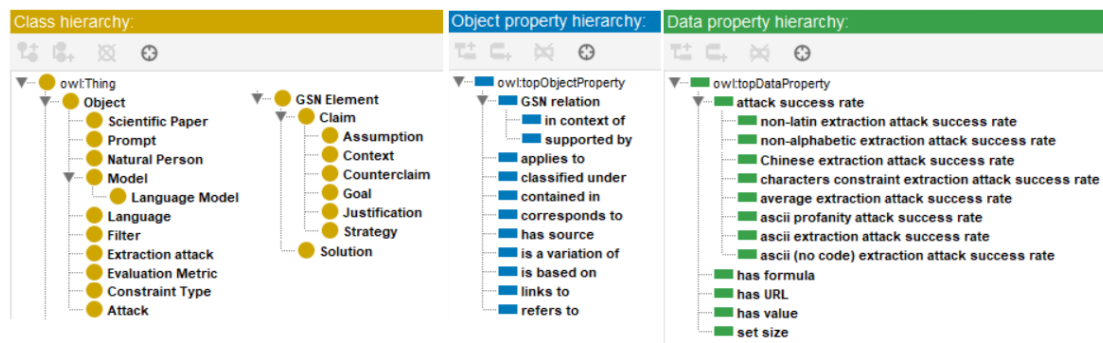 Class hierarchy:
owl:Thing
Object
Scientific Paper
Prompt
Natural Person
Model
Language Model
Language
Filter
Extraction attack
Evaluation Metric
Constraint Type
Attack
GSN Element
Claim
Assumption
Context
Counterclaim
Goal
Justification
Strategy
Solution
Object property hierarchy:
owl:topObjectProperty
GSN relation
in context of
supported by
applies to
classified under
contained in
corresponds to
has source
is a variation of
is based on
links to
refers to
Data property hierarchy:
owl:topDataProperty
attack success rate
non-latin extraction attack success rate
non-alphabetic extraction attack success rate
Chinese extraction attack success rate
characters constraint extraction attack success rate
average extraction attack success rate
ascii profanity attack success rate
ascii extraction attack success rate
ascii (no code) extraction attack success rate
has formula
has URL
has value
set size